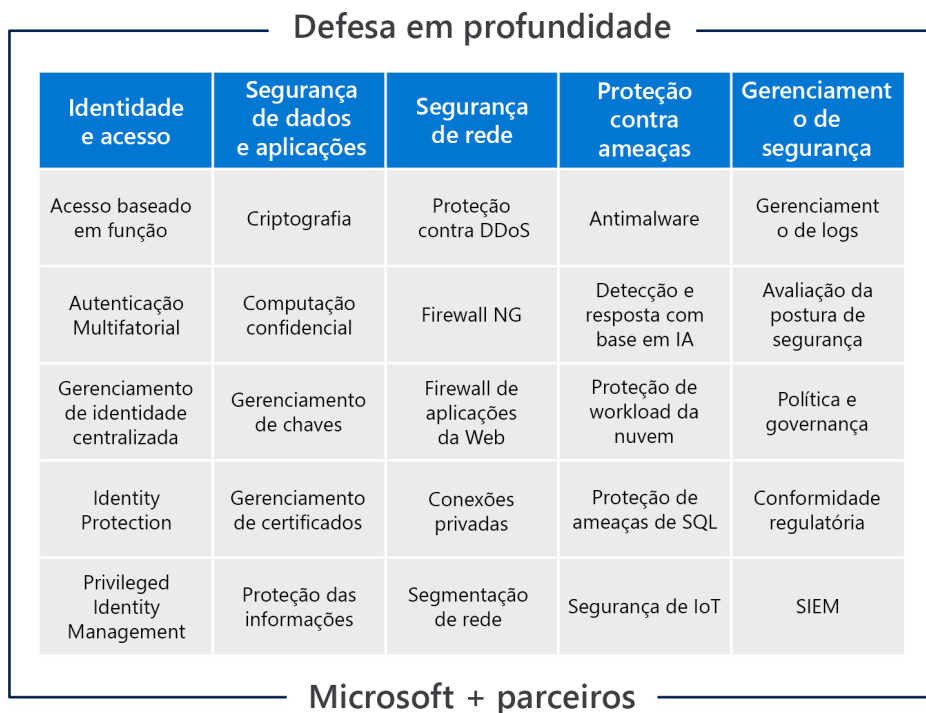 Defesa em profundidade
Identidade
e acesso
Segurança
de dados
e aplicações
Segurança
de rede
Proteção
contra
ameaças
Gerenciament
o de
segurança
Acesso baseado
em função
Criptografia
Proteção
contra DDoS
Antimalware
Gerenciament
o de logs
Autenticação
Multifatorial
Computação
confidencial
Firewall NG
Detecção e
resposta com
base em IA
Avaliação da
postura de
segurança
Gerenciamento
de identidade
centralizada
Gerenciamento
de chaves
Firewall de
aplicações
da Web
Proteção de
workload da
nuvem
Política e
governança
Identity
Protection
Gerenciamento
de certificados
Conexões
privadas
Proteção de
ameaças de SQL
Conformidade
regulatória
Privileged
Identity
Management
Proteção das
informações
Segmentação
de rede
Segurança de IoT
SIEM
Microsoft + parceiros